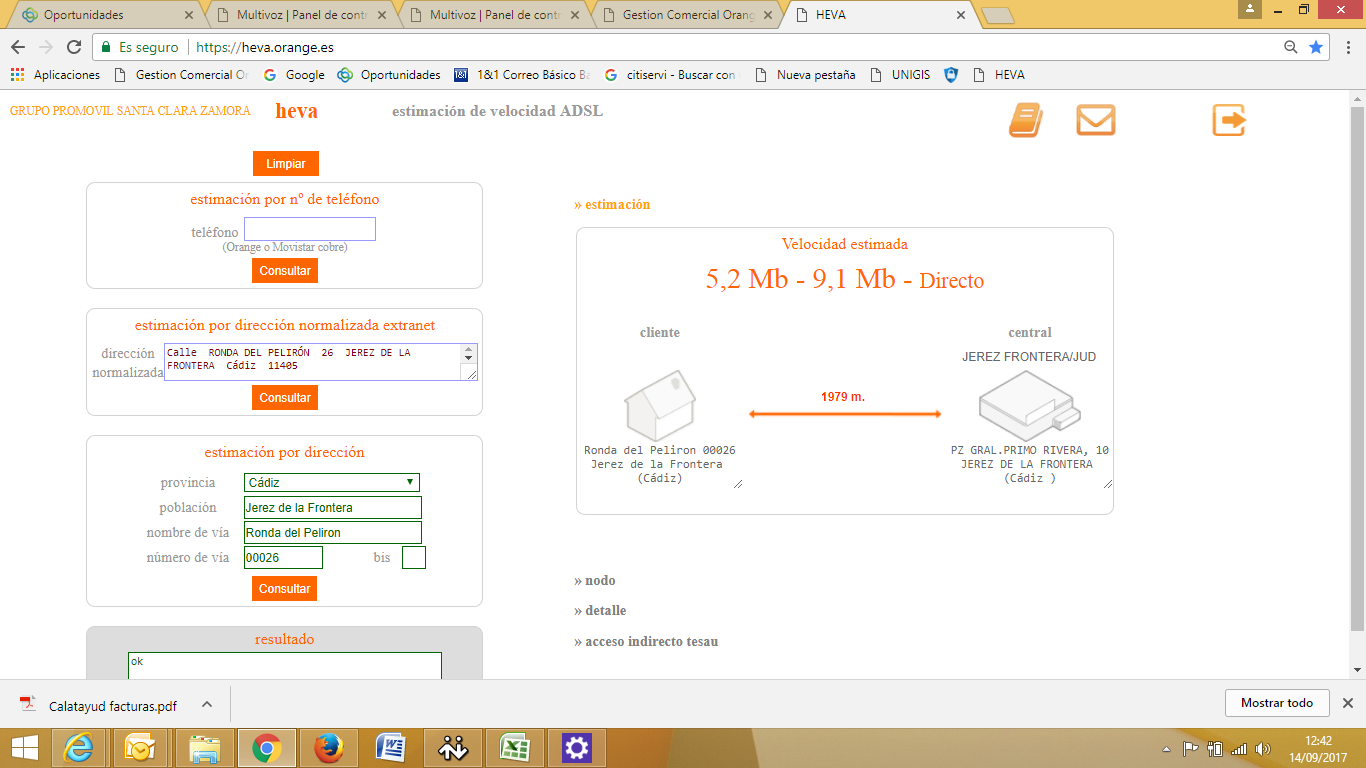 Oportunidades
Multivoz | Panel de contr
Multivoz | Panel de contr
Gestion Comercial Orang
HEVA
Es seguro
https://heva.orange.es
Aplicaciones
Gestion Comercial Or
Google
Oportunidades
1&1 Correo Básico Ba
citiservi - Buscar con
Nueva pestaña
UNIGIS
HEVA
GRUPO PROMOVIL SANTA CLARA ZAMORA
heva
estimación de velocidad ADSL
Limpiar
estimación por nº de teléfono
teléfono
(Orange o Movistar cobre)
Consultar
estimación por dirección normalizada extranet
dirección
normalizada
Calle RONDA DEL PELIRÓN 26 JEREZ DE LA
FRONTERA Cádiz 11405
Consultar
estimación por dirección
provincia Cádiz
población Jerez de la Frontera
nombre de vía Ronda del Peliron
número de vía 00026 bis
Consultar
resultado
ok
» estimación
Velocidad estimada
5,2 Mb - 9,1 Mb - Directo
cliente
central
JEREZ FRONTERA/JUD
1979 m.
Ronda del Peliron 00026
Jerez de la Frontera
(Cádiz)
PZ GRAL.PRIMO RIVERA, 10
JEREZ DE LA FRONTERA
(Cádiz )
» nodo
» detalle
» acceso indirecto tesau
Calatayud facturas.pdf
Mostrar todo
12:42
14/09/2017